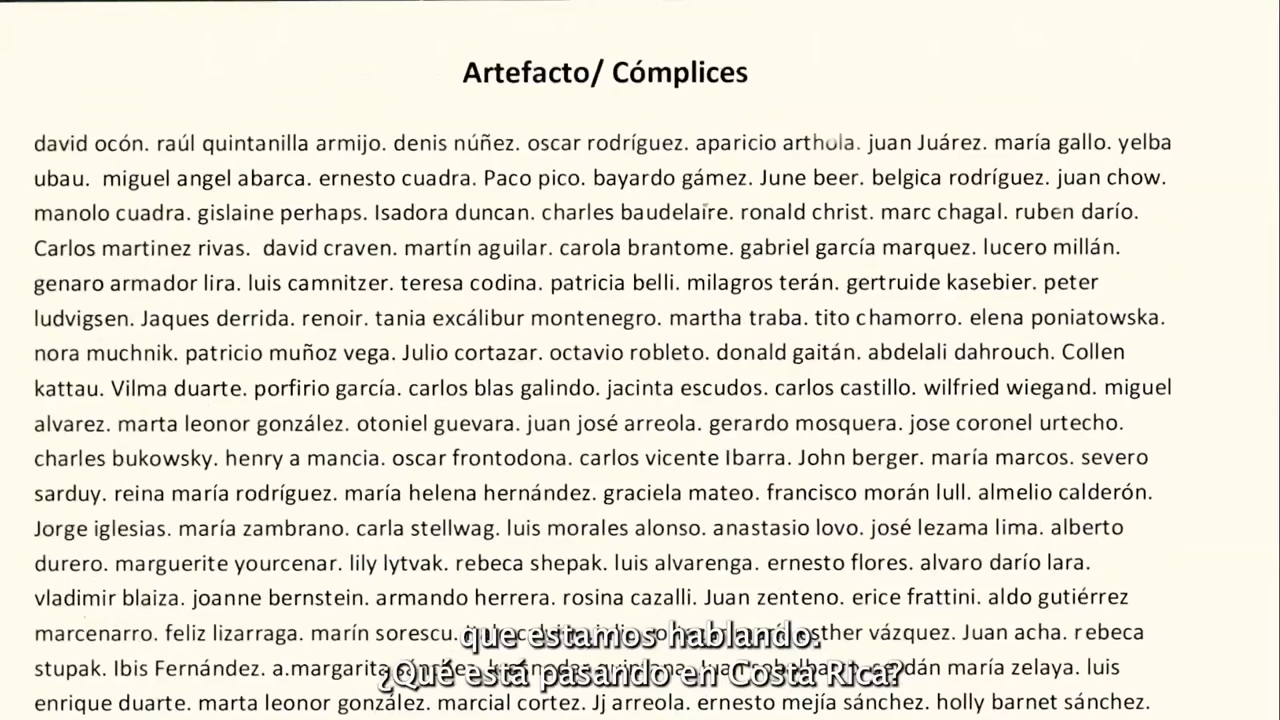 Artefacto/ Cómplices
david ocón. raúl quintanilla armijo. denis núñez. oscar rodríguez. aparicio arthola. juan Juárez. maría gallo. yelba
ubau. miguel angel abarca. ernesto cuadra. Paco pico. bayardo gámez. June beer. belgica rodríguez. juan chow.
manolo cuadra. gislaine perhaps. Isadora duncan. charles baudelaire. ronald christ. marc chagal. ruben darío.
Carlos martinez rivas. david craven. martín aguilar. carola brantome. gabriel garcía marquez. lucero millán.
genaro armador lira. luis camnitzer. teresa codina. patricia belli. milagros terán. gertruide kasebier. peter
ludvigsen. Jaques derrida. renoir. tania excálibur montenegro. martha traba. tito chamorro. elena poniatowska.
nora muchnik. patricio muñoz vega. Julio cortazar. octavio robleto. donald gaitán. abdelali dahrouch. Collen
kattau. Vilma duarte. porfirio garcía. carlos blas galindo. jacinta escudos. carlos castillo. wilfried wiegand. miguel
alvarez. marta leonor gonzález. otoniel guevara. juan josé arreola. gerardo mosquera. jose coronel urtecho.
charles bukowsky. henry a mancia. oscar frontodona. carlos vicente Ibarra. John berger. maría marcos. severo
sarduy. reina maría rodríguez. maría helena hernández. graciela mateo. francisco morán lull. almelio calderón.
Jorge iglesias. maría zambrano. carla stellwag. luis morales alonso. anastasio lovo. josé lezama lima. alberto
durero. marguerite yourcenar. lily lytvak. rebeca shepak. luis alvarenga. ernesto flores. alvaro darío lara.
vladimir blaiza. joanne bernstein. armando herrera. rosina cazalli. Juan zenteno. erice frattini. aldo gutiérrez
marcenarro. feliz lizarraga. marín sorescu. esther vázquez. Juan acha. rebeca
stupak. Ibis Fernández. a.margarita maría zelaya. luis
enrique duarte. marta leonor gonzález. marcial cortez. Jj arreola. ernesto mejía sánchez. holly barnet sánchez.
que estamos hablando.
¿Qué está pasando en Costa Rica?